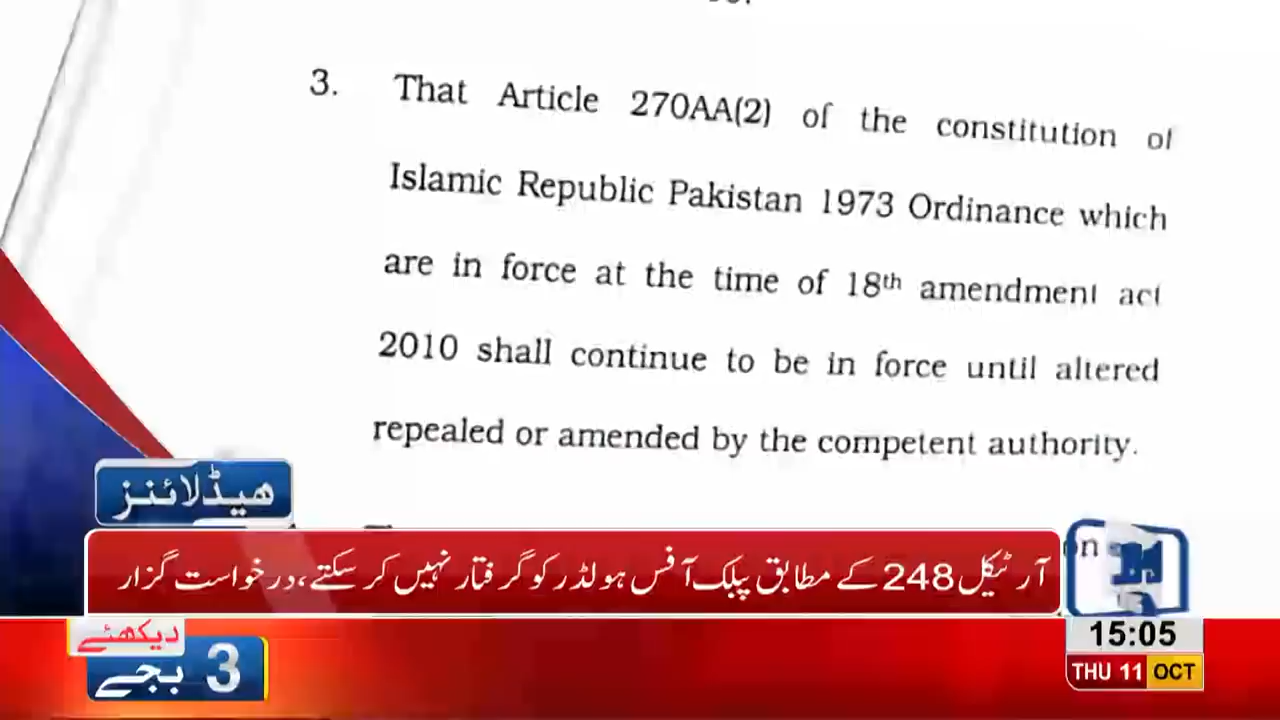 3. That Article 270AA(2) of the constitution of
Islamic Republic Pakistan 1973 Ordinance which
are in force at the time of 18th amendment act
2010 shall continue to be in force until altered
repealed or amended by the competent authority.
ھیڈلائنز
آرٹیکل 248 کے مطابق پبلک آفس ہولڈر کو گرفتار نہیں کر سکتے، درخواست گزار
دیکھئے
3 بجے
15:05
THU 11 OCT